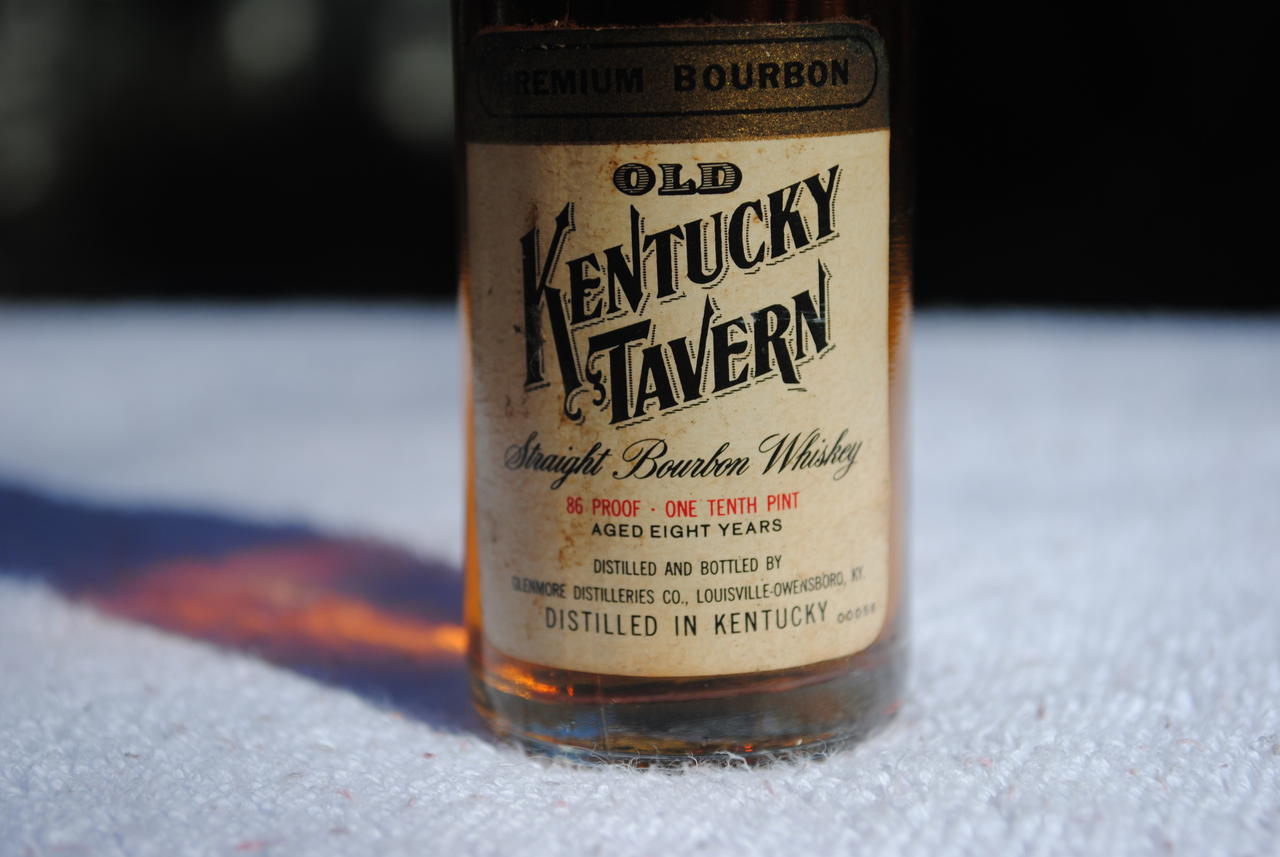 PREMIUM BOURBON
OLD
KENTUCKY
TAVERN
Straight Bourbon Whiskey
86 PROOF · ONE TENTH PINT
AGED EIGHT YEARS
DISTILLED AND BOTTLED BY
GLENMORE DISTILLERIES CO., LOUISVILLE-OWENSBORO, KY.
DISTILLED IN KENTUCKY